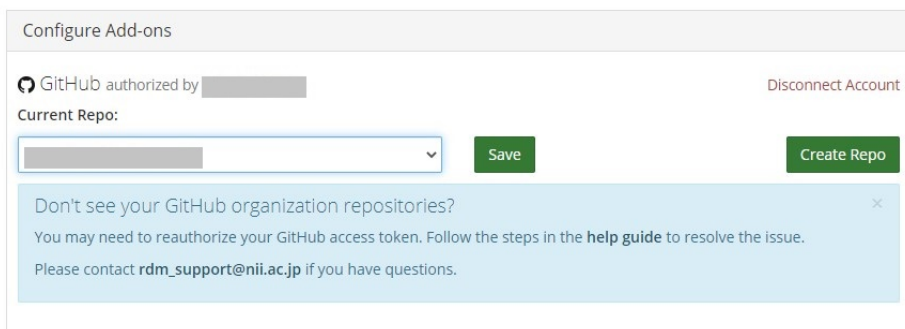 Configure Add-ons
GitHub authorized by
Disconnect Account
Current Repo:
Save
Create Repo
Don't see your GitHub organization repositories?
×
You may need to reauthorize your GitHub access token. Follow the steps in the help guide to resolve the issue.
Please contact rdm_support@nii.ac.jp if you have questions.